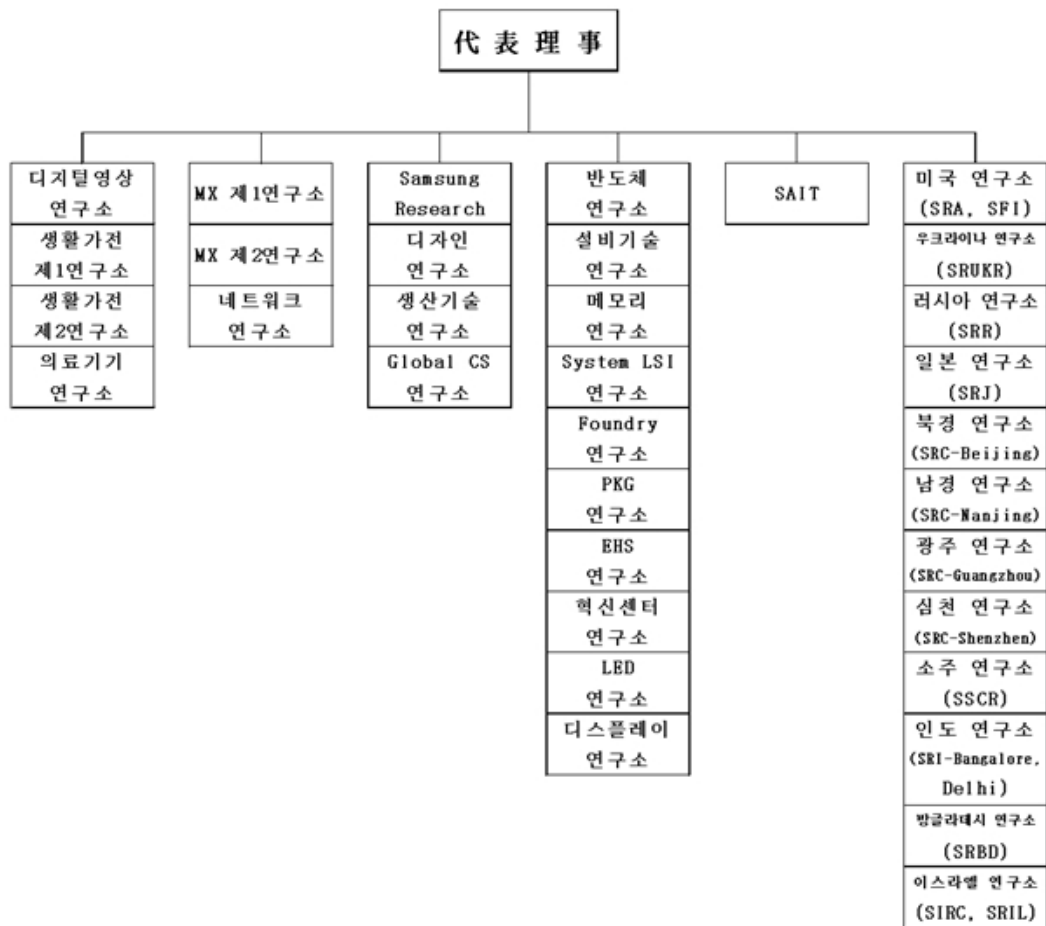 代 表 理 事
디지털영상
연구소
생활가전
제1연구소
생활가전
제2연구소
의료기기
연구소
MX 제1연구소
MX 제2연구소
네트워크
연구소
Samsung
Research
디자인
연구소
생산기술
연구소
Global CS
연구소
반도체
연구소
설비기술
연구소
메모리
연구소
System LSI
연구소
Foundry
연구소
PKG
연구소
EHS
연구소
혁신센터
연구소
LED
연구소
디스플레이
연구소
SAIT
미국 연구소
(SRA, SFI)
우크라이나 연구소
(SRUKR)
러시아 연구소
(SRR)
일본 연구소
(SRJ)
북경 연구소
(SRC-Beijing)
남경 연구소
(SRC-Nanjing)
광주 연구소
(SRC-Guangzhou)
심천 연구소
(SRC-Shenzhen)
소주 연구소
(SSCR)
인도 연구소
(SRI-Bangalore,
Delhi)
방글라데시 연구소
(SRBD)
이스라엘 연구소
(SIRC, SRIL)